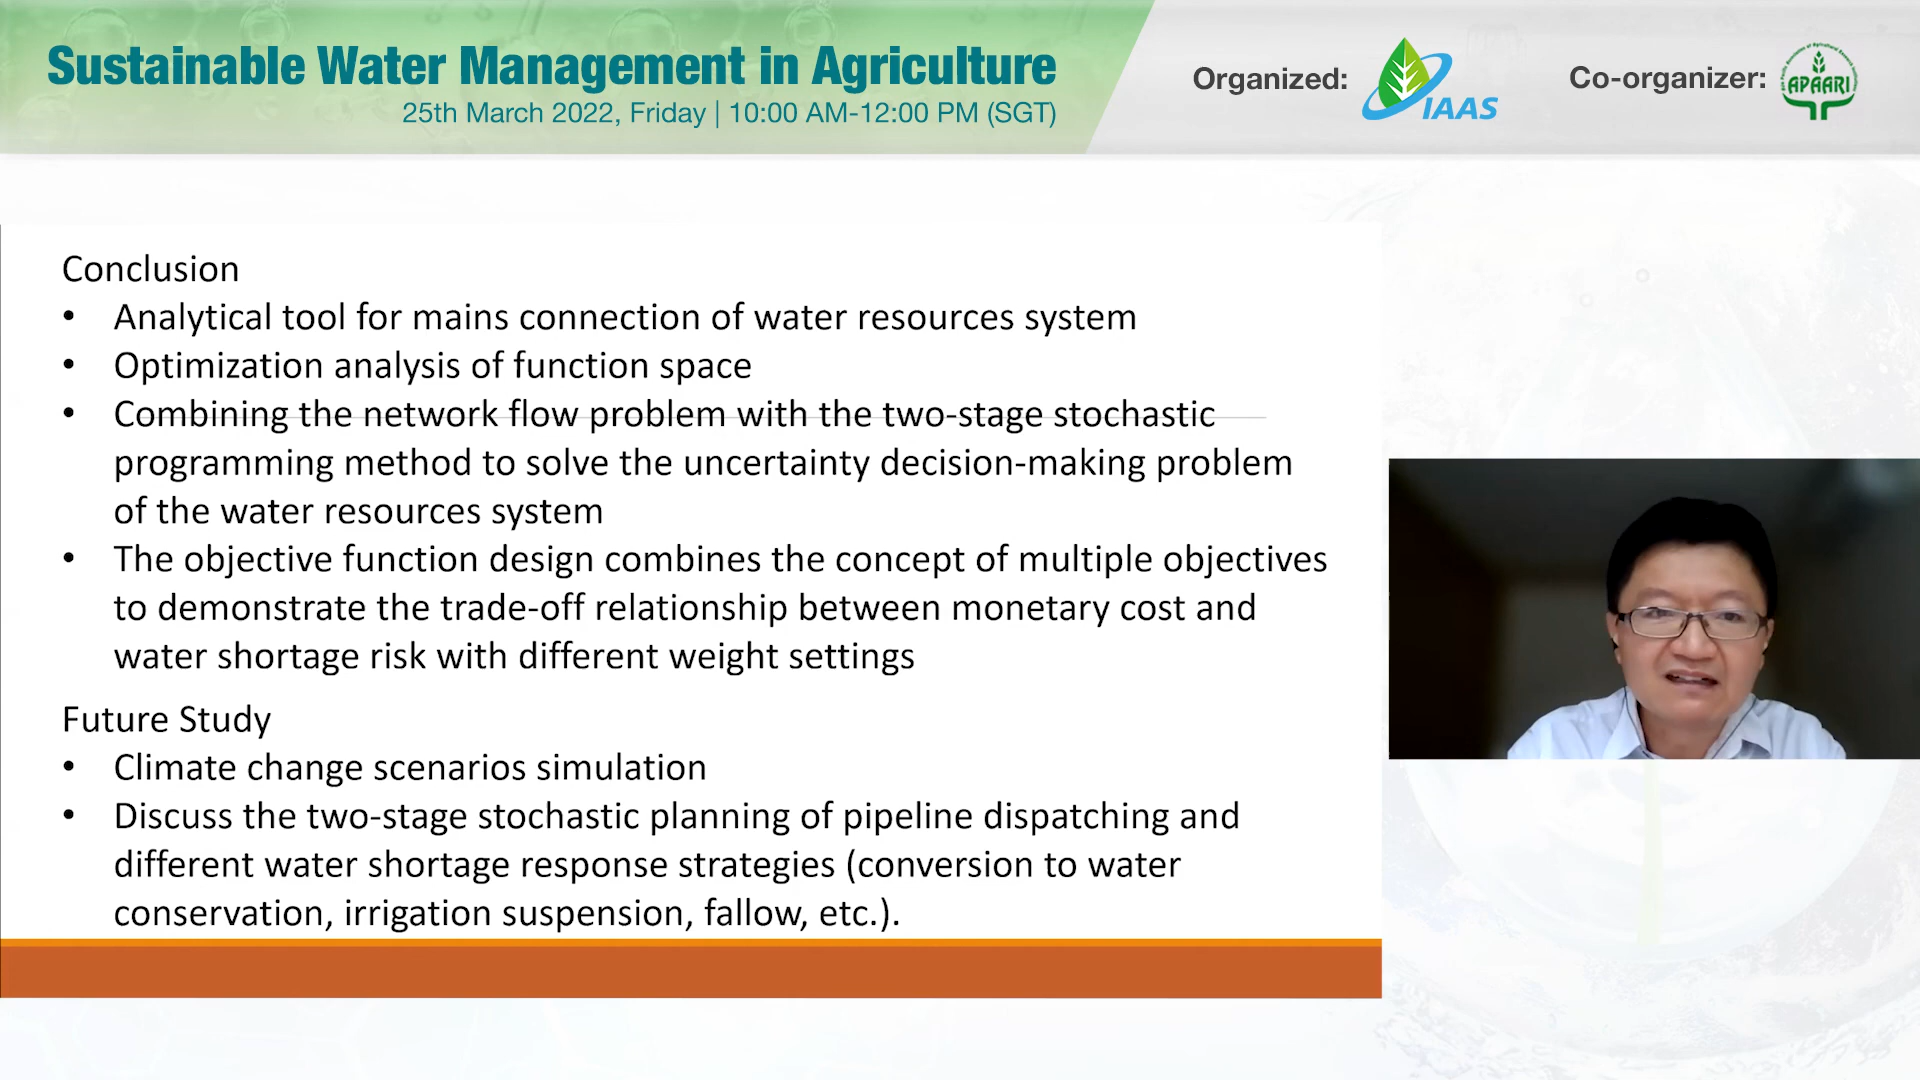 Sustainable Water Management in Agriculture
25th March 2022, Friday | 10:00 AM-12:00 PM (SGT)
Organized:
IAAS
Co-organizer:
APAARI
Conclusion
• Analytical tool for mains connection of water resources system
• Optimization analysis of function space
• Combining the network flow problem with the two-stage stochastic
programming method to solve the uncertainty decision-making problem
of the water resources system
• The objective function design combines the concept of multiple objectives
to demonstrate the trade-off relationship between monetary cost and
water shortage risk with different weight settings
Future Study
• Climate change scenarios simulation
• Discuss the two-stage stochastic planning of pipeline dispatching and
different water shortage response strategies (conversion to water
conservation, irrigation suspension, fallow, etc.).